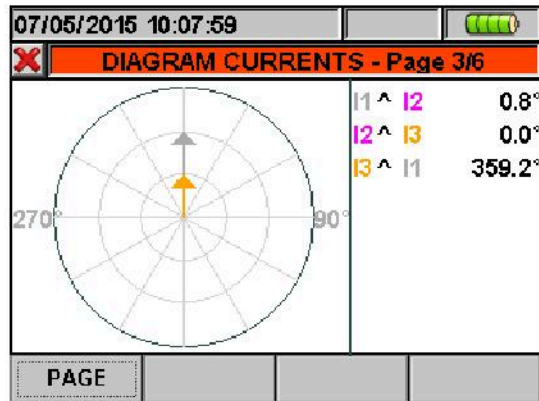 07/05/2015 10:07:59
DIAGRAM CURRENTS - Page 3/6
I1 ^ I2 0.8°
I2 ^ I3 0.0°
I3 ^ I1 359.2°
270° 90°
PAGE